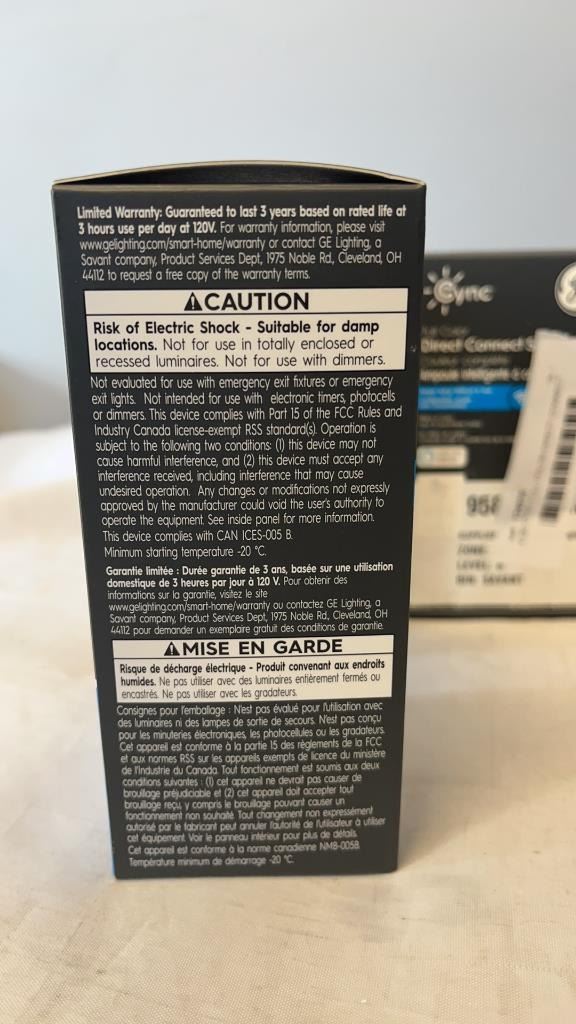 Limited Warranty: Guaranteed to last 3 years based on rated life at
3 hours use per day at 120V. For warranty information, please visit
www.gelighting.com/smart-home/warranty or contact GE Lighting, a
Savant company, Product Services Dept, 1975 Noble Rd., Cleveland, OH
44112 to request a free copy of the warranty terms.
⚠CAUTION
Risk of Electric Shock - Suitable for damp
locations. Not for use in totally enclosed or
recessed luminaires. Not for use with dimmers.
Not evaluated for use with emergency exit fixtures or emergency
exit lights. Not intended for use with electronic timers, photocells
or dimmers. This device complies with Part 15 of the FCC Rules and
Industry Canada license-exempt RSS standard(s). Operation is
subject to the following two conditions: (1) this device may not
cause harmful interference, and (2) this device must accept any
interference received, including interference that may cause
undesired operation. Any changes or modifications not expressly
approved by the manufacturer could void the user's authority to
operate the equipment. See inside panel for more information.
This device complies with CAN ICES-005 B.
Minimum starting temperature -20 °C.
Garantie limitée : Durée garantie de 3 ans, basée sur une utilisation
domestique de 3 heures par jour à 120 V. Pour obtenir des
informations sur la garantie, visitez le site
www.gelighting.com/smart-home/warranty ou contactez GE Lighting, a
Savant company, Product Services Dept, 1975 Noble Rd., Cleveland, OH
44112 pour demander un exemplaire gratuit des conditions de garantie.
⚠MISE EN GARDE
Risque de décharge électrique - Produit convenant aux endroits
humides. Ne pas utiliser avec des luminaires entièrement fermés ou
encastrés. Ne pas utiliser avec les gradateurs.
Consignes pour l'emballage : N'est pas évalué pour l'utilisation avec
des luminaires ni des lampes de sortie de secours. N'est pas conçu
pour les minuteries électroniques, les photocellules ou les gradateurs.
Cet appareil est conforme à la partie 15 des règlements de la FCC
et aux normes RSS sur les appareils exempts de licence du ministère
de l'Industrie du Canada. Tout fonctionnement est soumis aux deux
conditions suivantes : (1) cet appareil ne devrait pas causer de
brouillage préjudiciable et (2) cet appareil doit accepter tout
brouillage reçu, y compris le brouillage pouvant causer un
fonctionnement non souhaité. Tout changement non expressément
autorisé par le fabricant peut annuler l'autorité de l'utilisateur à utiliser
cet équipement. Voir le panneau intérieur pour plus de détails.
Cet appareil est conforme à la norme canadienne NMB-005B.
Température minimum de démarrage -20 °C.
Cync
Direct Connect
958